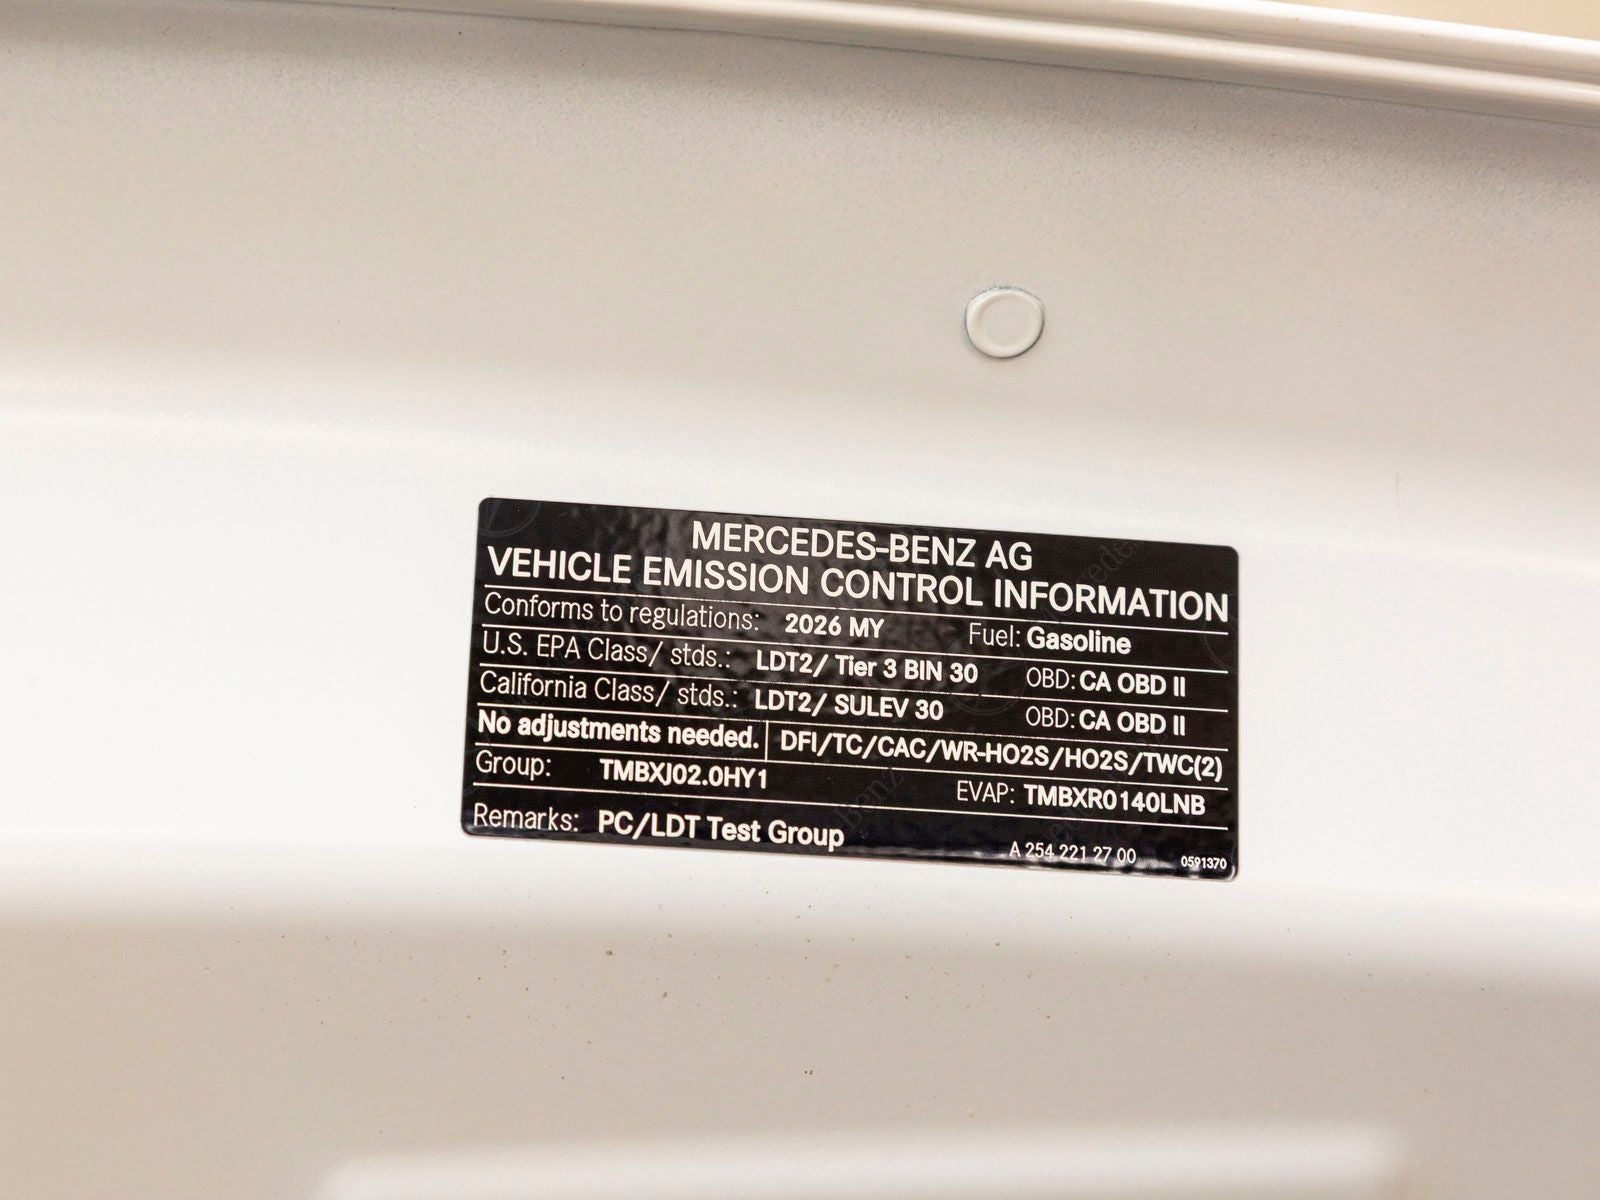 MERCEDES-BENZ AG
VEHICLE EMISSION CONTROL INFORMATION
Conforms to regulations: 2026 MY Fuel: Gasoline
U.S. EPA Class/ stds.: LDT2/ Tier 3 BIN 30 OBD: CA OBD II
California Class/ stds.: LDT2/ SULEV 30 OBD: CA OBD II
No adjustments needed. DFI/TC/CAC/WR-HO2S/HO2S/TWC(2)
Group: TMBXJ02.0HY1 EVAP: TMBXR0140LNB
Remarks: PC/LDT Test Group
A 254 221 27 00 0591370